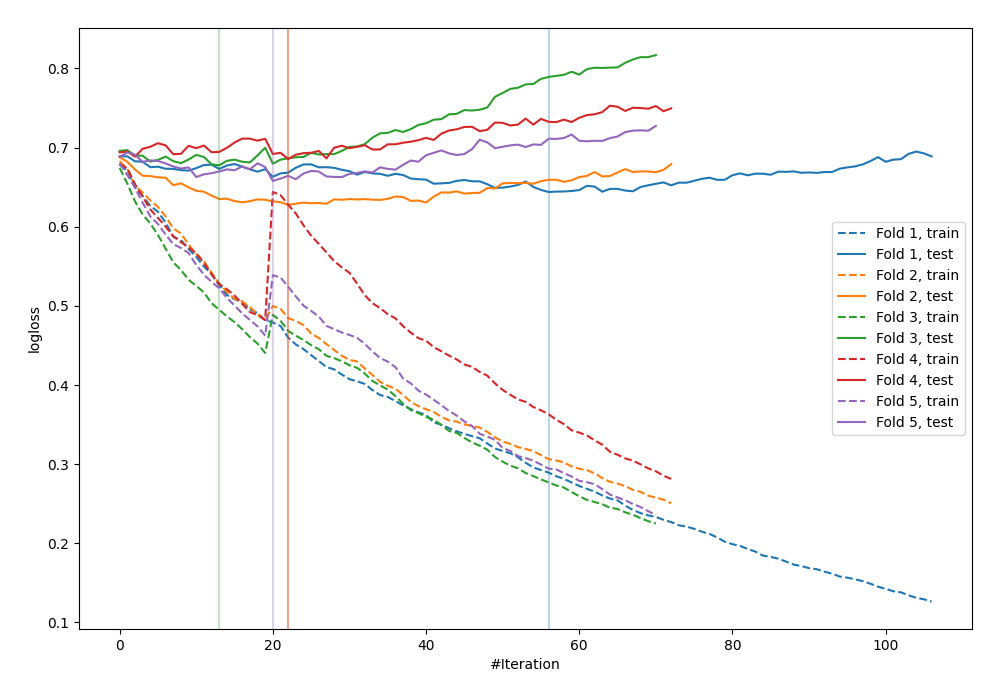 0.8
0.7
0.6
0.5
0.4
0.3
0.2
0.1
logloss
0 20 40 60 80 100
#Iteration
Fold 1, train
Fold 1, test
Fold 2, train
Fold 2, test
Fold 3, train
Fold 3, test
Fold 4, train
Fold 4, test
Fold 5, train
Fold 5, test